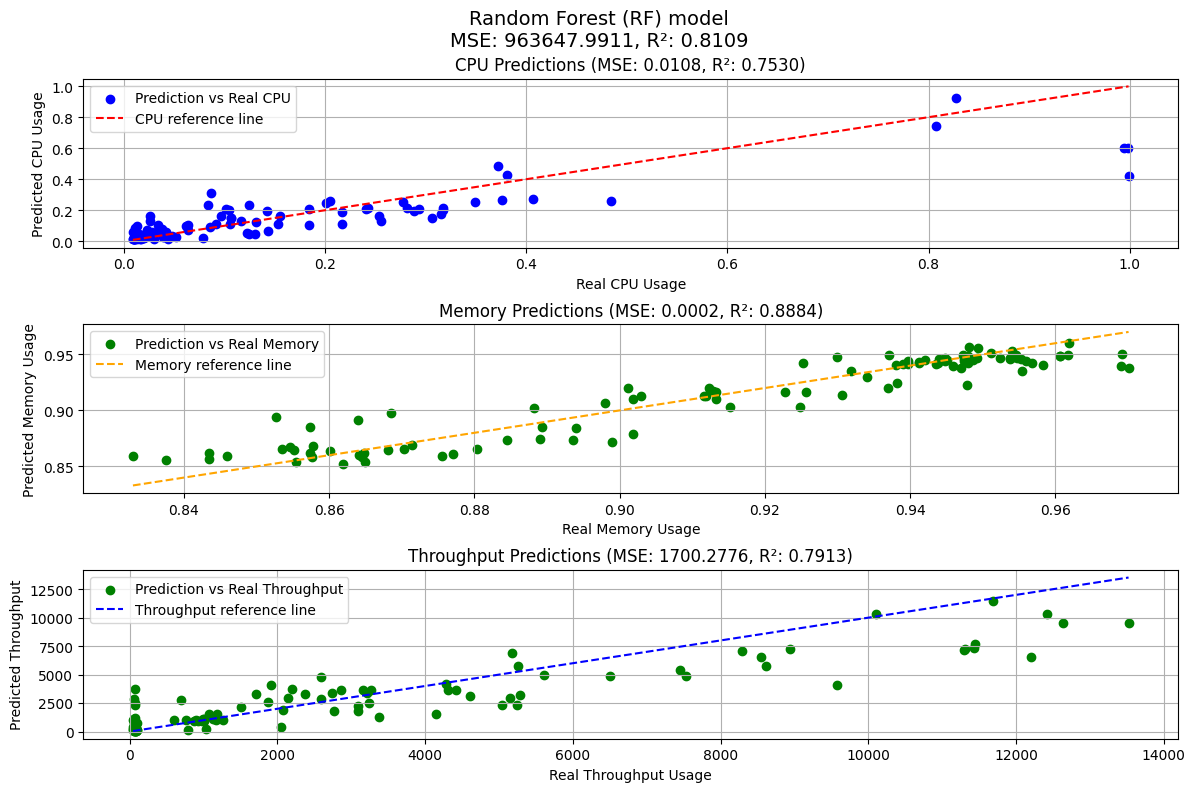 Random Forest (RF) model
MSE: 963647.9911, R²: 0.8109
CPU Predictions (MSE: 0.0108, R²: 0.7530)
Predicted CPU Usage
1.0
0.8
0.6
0.4
0.2
0.0
Prediction vs Real CPU
CPU reference line
0.0 0.2 0.4 0.6 0.8 1.0
Real CPU Usage
Memory Predictions (MSE: 0.0002, R²: 0.8884)
Predicted Memory Usage
0.95
0.90
0.85
Prediction vs Real Memory
Memory reference line
0.84 0.86 0.88 0.90 0.92 0.94 0.96
Real Memory Usage
Throughput Predictions (MSE: 1700.2776, R²: 0.7913)
Predicted Throughput
12500
10000
7500
5000
2500
0
Prediction vs Real Throughput
Throughput reference line
0 2000 4000 6000 8000 10000 12000 14000
Real Throughput Usage